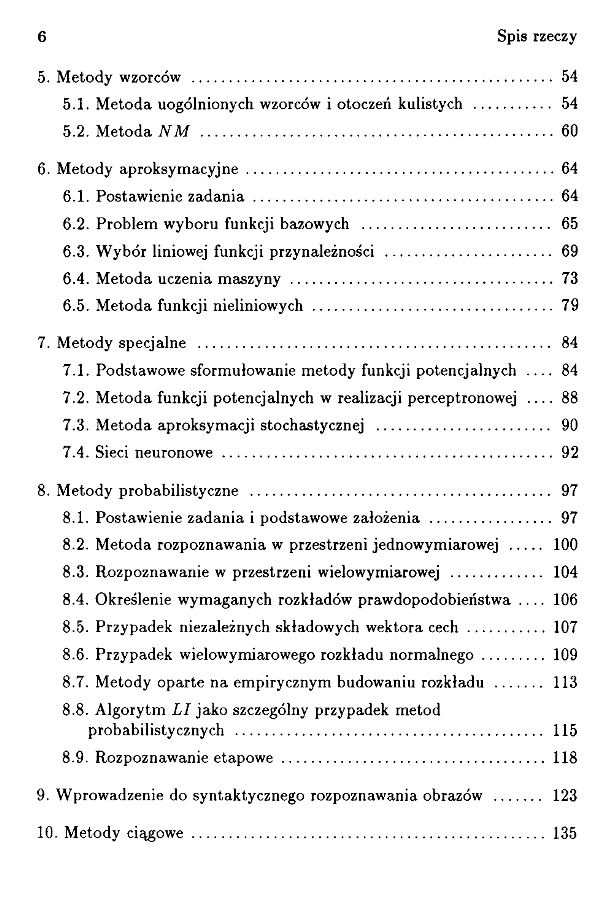 6 Spis rzeczy
5. Metody wzorców ................................................ 54
5.1. Metoda uogólnionych wzorców i otoczeń kulistych ........... 54
5.2. Metoda NM ............................................... 60
6. Metody aproksymacyjne ......................................... 64
6.1. Postawienie zadania ........................................ 64
6.2. Problem wyboru funkcji bazowych .......................... 65
6.3. Wybór liniowej funkcji przynależności ....................... 69
6.4. Metoda uczenia maszyny ................................... 73
6.5. Metoda funkcji nieliniowych ................................ 79
7. Metody specjalne ............................................... 84
7.1. Podstawowe sformułowanie metody funkcji potencjalnych .... 84
7.2. Metoda funkcji potencjalnych w realizacji perceptronowej .... 88
7.3. Metoda aproksymacji stochastycznej ........................ 90
7.4. Sieci neuronowe ............................................ 92
8. Metody probabilistyczne ........................................ 97
8.1. Postawienie zadania i podstawowe założenia ................. 97
8.2. Metoda rozpoznawania w przestrzeni jednowymiarowej ..... 100
8.3. Rozpoznawanie w przestrzeni wielowymiarowej ............. 104
8.4. Określenie wymaganych rozkładów prawdopodobieństwa .... 106
8.5. Przypadek niezależnych składowych wektora cech ........... 107
8.6. Przypadek wielowymiarowego rozkładu normalnego ......... 109
8.7. Metody oparte na empirycznym budowaniu rozkładu ....... 113
8.8. Algorytm LI jako szczególny przypadek metod
probabilistycznych ......................................... 115
8.9. Rozpoznawanie etapowe ................................... 118
9. Wprowadzenie do syntaktycznego rozpoznawania obrazów ....... 123
10. Metody ciągowe ............................................... 135